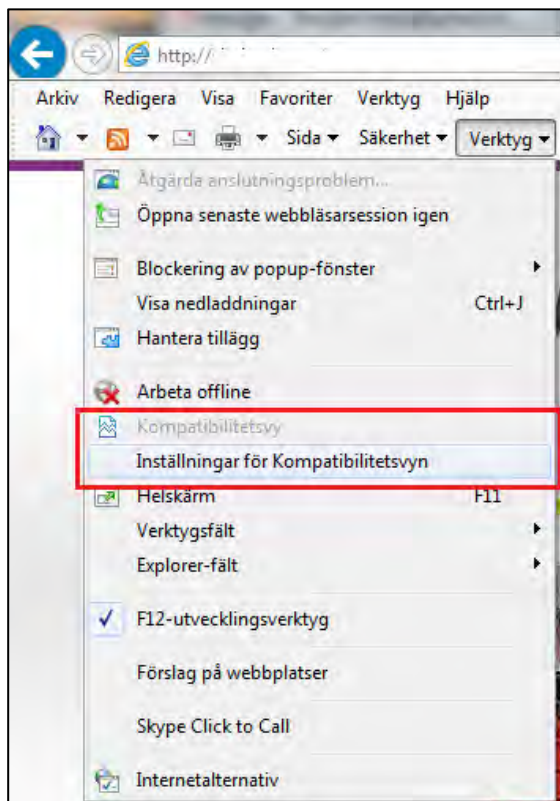 http://
Arkiv Redigera Visa Favoriter Verktyg Hjälp
Sida Säkerhet Verktyg
Åtgärda anslutningsproblem...
Öppna senaste webbläsarsession igen
Blockering av popup-fönster
Visa nedladdningar Ctrl+J
Hantera tillägg
Arbeta offline
Kompatibilitetsvy
Inställningar för Kompatibilitetsvyn
Helskärm F11
Verktygsfält
Explorer-fält
F12-utvecklingsverktyg
Förslag på webbplatser
Skype Click to Call
Internetalternativ